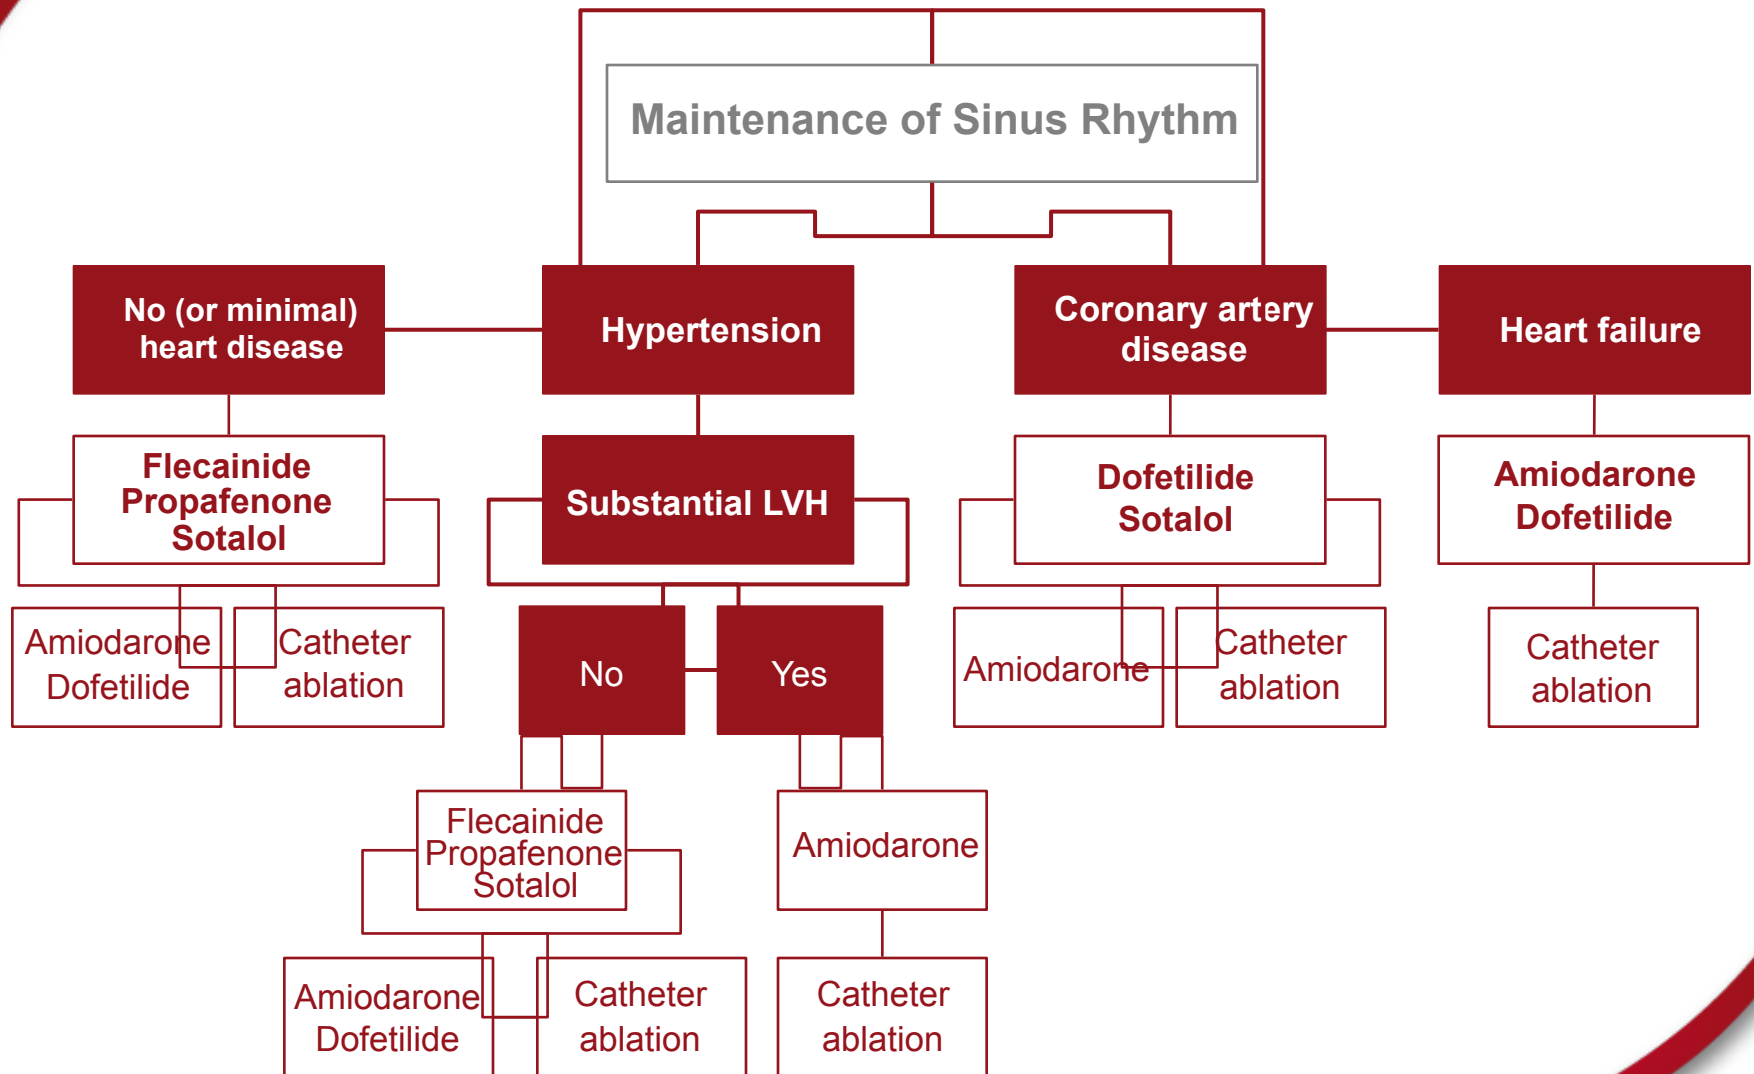 Maintenance of Sinus Rhythm
No (or minimal)
heart disease
Hypertension
Coronary artery
disease
Heart failure
Flecainide
Propafenone
Sotalol
Substantial LVH
Dofetilide
Sotalol
Amiodarone
Dofetilide
Amiodarone
Dofetilide
Catheter
ablation
No
Yes
Amiodarone
Catheter
ablation
Catheter
ablation
Flecainide
Propafenone
Sotalol
Amiodarone
Amiodarone
Dofetilide
Catheter
ablation
Catheter
ablation